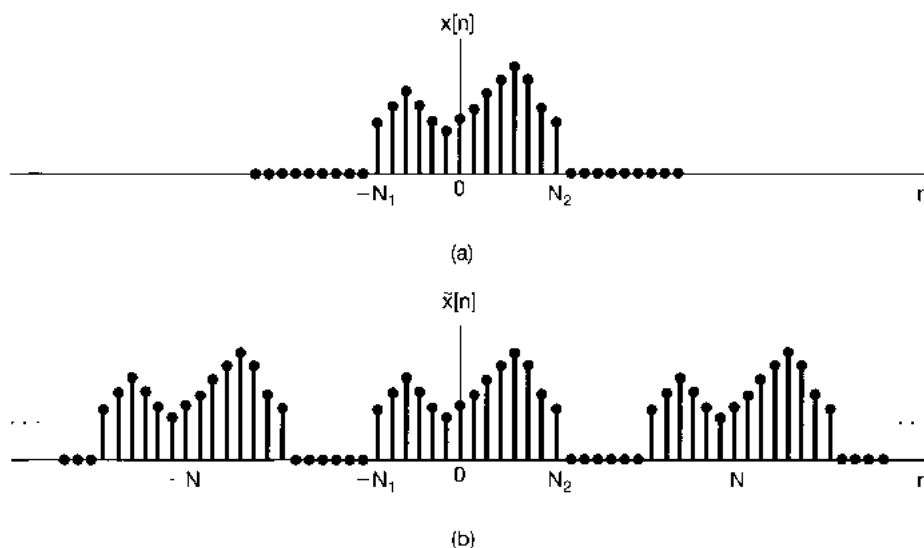 x[n]
−N₁ 0 N₂ n
(a)
x̃[n]
... ...
- N −N₁ 0 N₂ N n
(b)